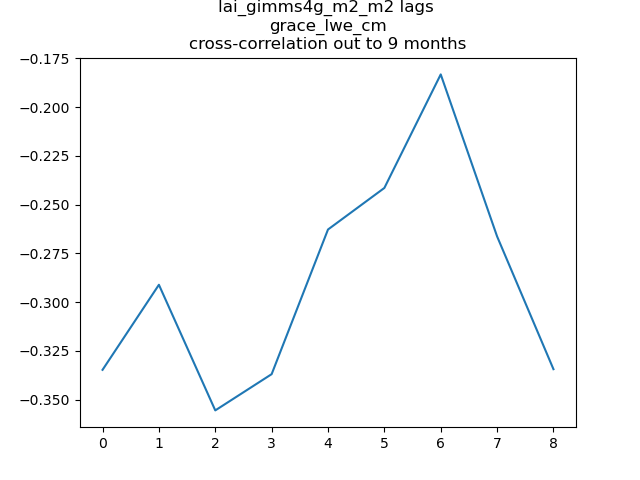 lai_gimms4g_m2_m2 lags
grace_lwe_cm
cross-correlation out to 9 months
−0.175
−0.200
−0.225
−0.250
−0.275
−0.300
−0.325
−0.350
0 1 2 3 4 5 6 7 8